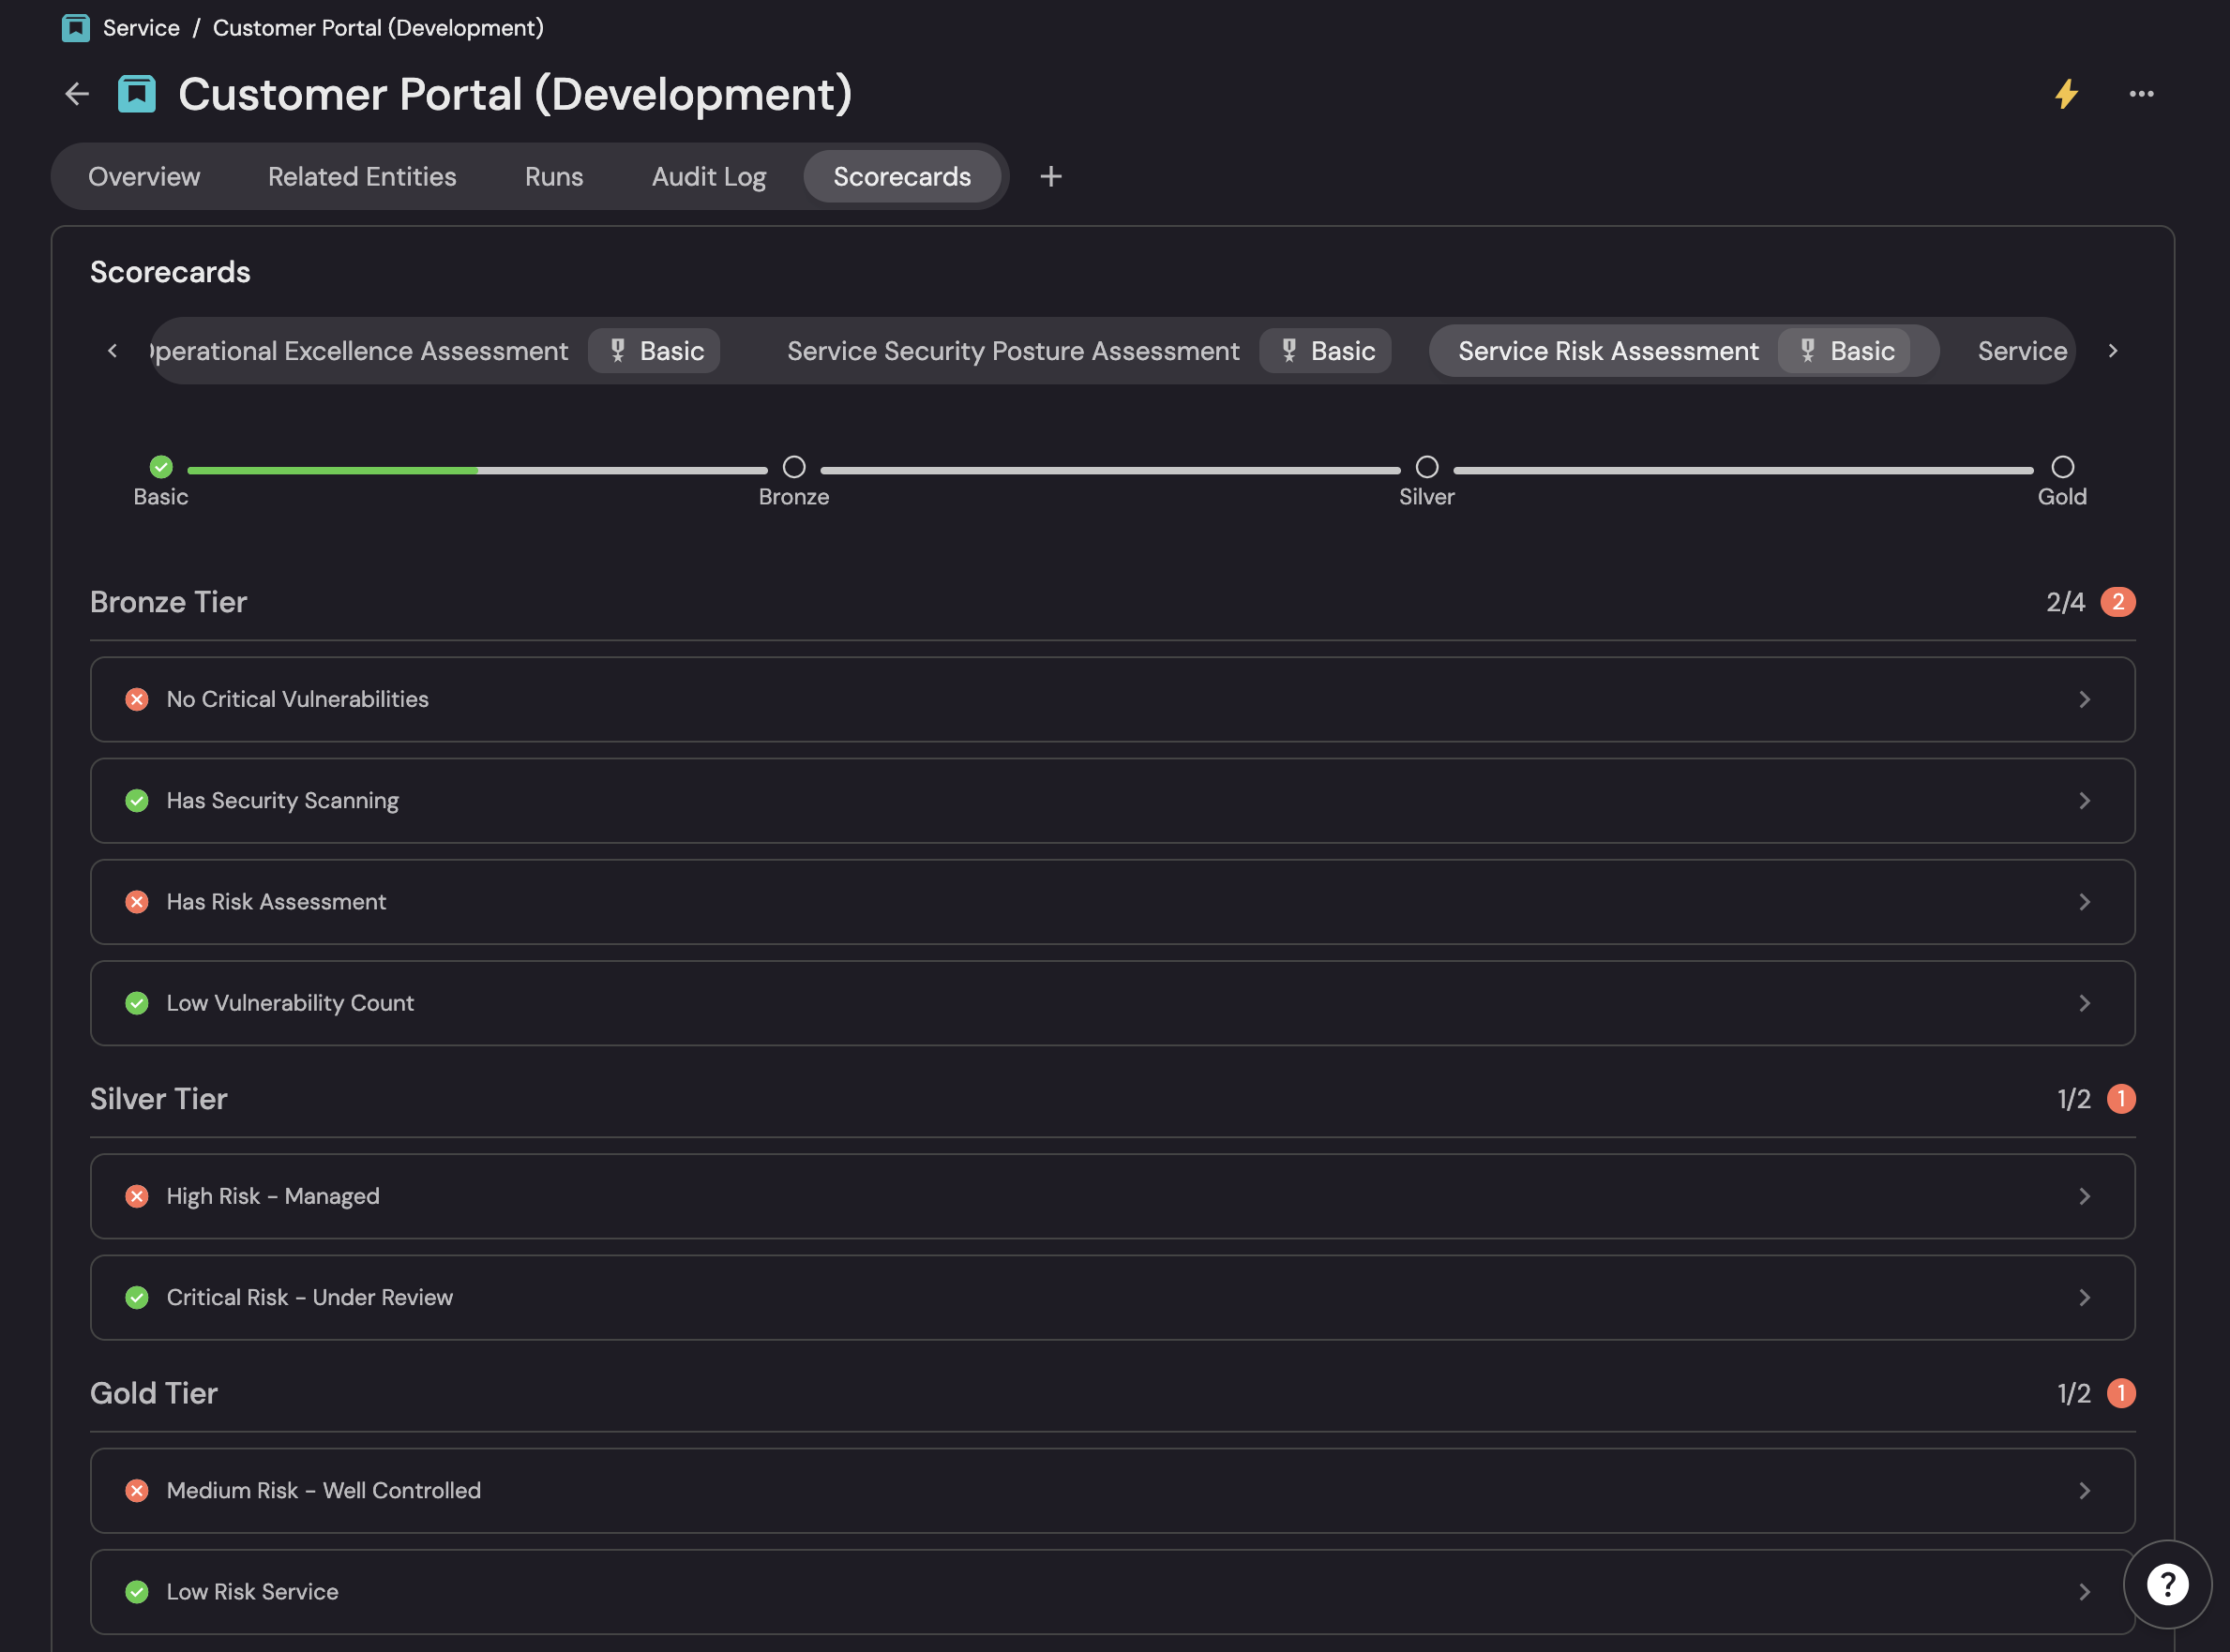 Service / Customer Portal (Development)
Customer Portal (Development)
Overview Related Entities Runs Audit Log Scorecards +
Scorecards
Excellence Assessment Basic Service Security Posture Assessment Basic Service Risk Assessment Basic Service
Basic Bronze Silver Gold
Bronze Tier 2/4 2
No Critical Vulnerabilities
Has Security Scanning
Has Risk Assessment
Low Vulnerability Count
Silver Tier 1/2 1
High Risk - Managed
Critical Risk - Under Review
Gold Tier 1/2 1
Medium Risk - Well Controlled
Low Risk Service
?